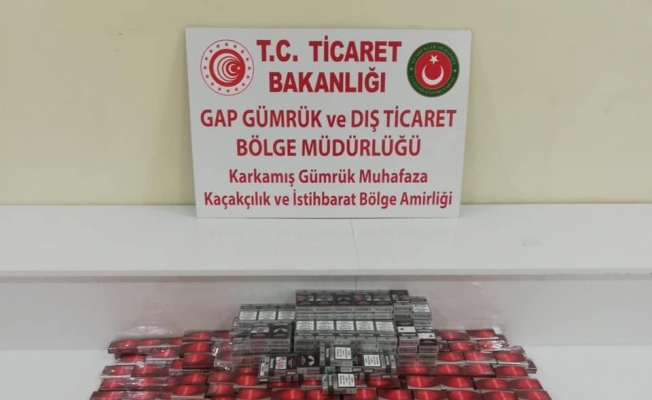 T.C. TİCARET
BAKANLIĞI
GAP GÜMRÜK ve DIŞ TİCARET
BÖLGE MÜDÜRLÜĞÜ
Karkamış Gümrük Muhafaza
Kaçakçılık ve İstihbarat Bölge Amirliği